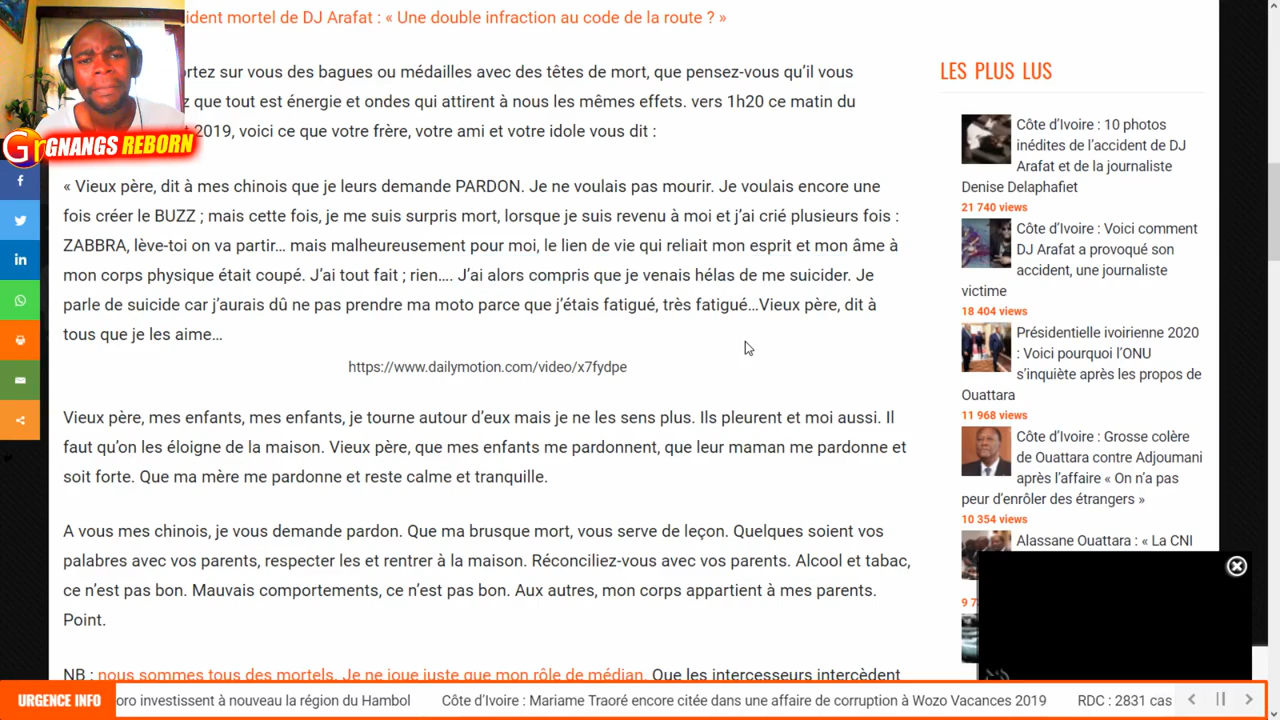 ident mortel de DJ Arafat : « Une double infraction au code de la route ? »
rtez sur vous des bagues ou médailles avec des têtes de mort, que pensez-vous qu'il vous
que tout est énergie et ondes qui attirent à nous les mêmes effets. vers 1h20 ce matin du
2019, voici ce que votre frère, votre ami et votre idole vous dit :
Gr GNANGS REBORN
« Vieux père, dit à mes chinois que je leurs demande PARDON. Je ne voulais pas mourir. Je voulais encore une
fois créer le BUZZ ; mais cette fois, je me suis surpris mort, lorsque je suis revenu à moi et j'ai crié plusieurs fois :
ZABBRA, lève-toi on va partir… mais malheureusement pour moi, le lien de vie qui reliait mon esprit et mon âme à
mon corps physique était coupé. J'ai tout fait ; rien…. J'ai alors compris que je venais hélas de me suicider. Je
parle de suicide car j'aurais dû ne pas prendre ma moto parce que j'étais fatigué, très fatigué…Vieux père, dit à
tous que je les aime…
https://www.dailymotion.com/video/x7fydpe
Vieux père, mes enfants, mes enfants, je tourne autour d'eux mais je ne les sens plus. Ils pleurent et moi aussi. Il
faut qu'on les éloigne de la maison. Vieux père, que mes enfants me pardonnent, que leur maman me pardonne et
soit forte. Que ma mère me pardonne et reste calme et tranquille.
A vous mes chinois, je vous demande pardon. Que ma brusque mort, vous serve de leçon. Quelques soient vos
palabres avec vos parents, respecter les et rentrer à la maison. Réconciliez-vous avec vos parents. Alcool et tabac,
ce n'est pas bon. Mauvais comportements, ce n'est pas bon. Aux autres, mon corps appartient à mes parents.
Point.
NB : nous sommes tous des mortels. Je ne joue juste que mon rôle de médian. Que les intercesseurs intercèdent
LES PLUS LUS
Côte d'Ivoire : 10 photos
inédites de l'accident de DJ
Arafat et de la journaliste
Denise Delaphafiet
21 740 views
Côte d'Ivoire : Voici comment
DJ Arafat a provoqué son
accident, une journaliste
victime
18 404 views
Présidentielle ivoirienne 2020
: Voici pourquoi l'ONU
s'inquiète après les propos de
Ouattara
11 968 views
Côte d'Ivoire : Grosse colère
de Ouattara contre Adjoumani
après l'affaire « On n'a pas
peur d'enrôler des étrangers »
10 354 views
Alassane Ouattara : « La CNI
9 7
URGENCE INFO
oro investissent à nouveau la région du Hambol Côte d'Ivoire : Mariame Traoré encore citée dans une affaire de corruption à Wozo Vacances 2019 RDC : 2831 cas